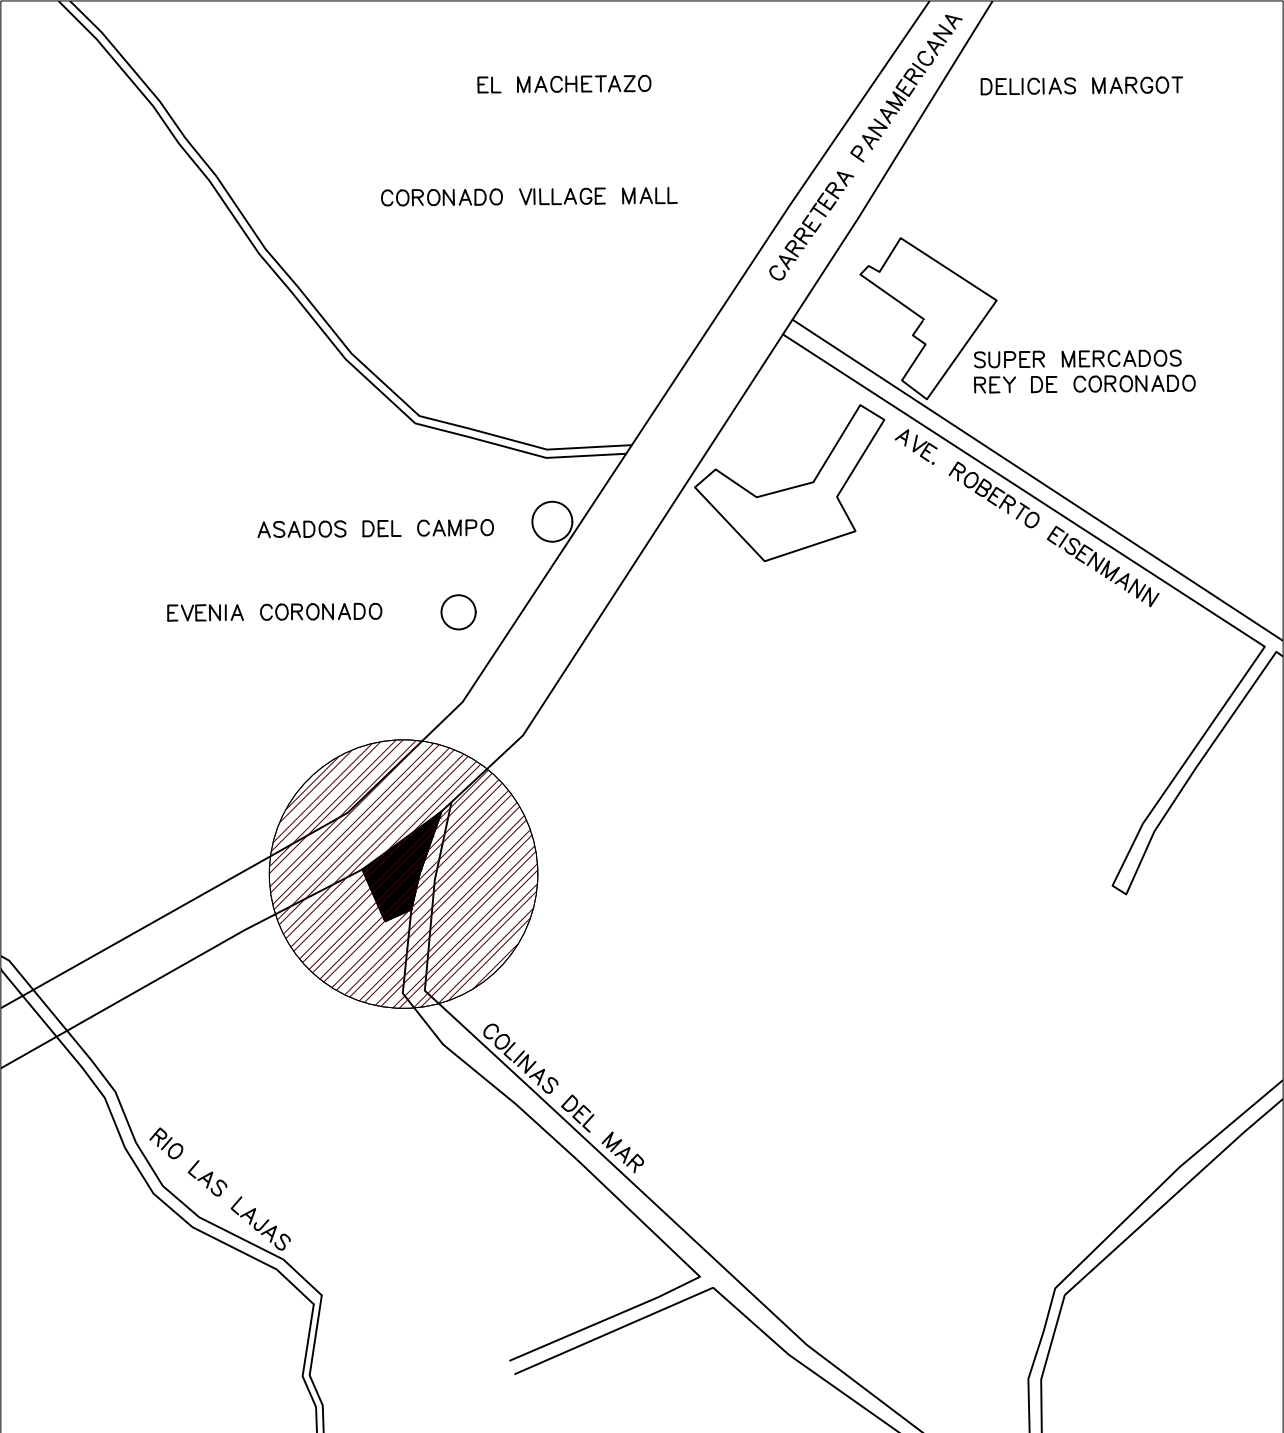 EL MACHETAZO
DELICIAS MARGOT
CARRETERA PANAMERICANA
CORONADO VILLAGE MALL
SUPER MERCADOS
REY DE CORONADO
AVE. ROBERTO EISENMANN
ASADOS DEL CAMPO
EVENIA CORONADO
COLINAS DEL MAR
RIO LAS LAJAS